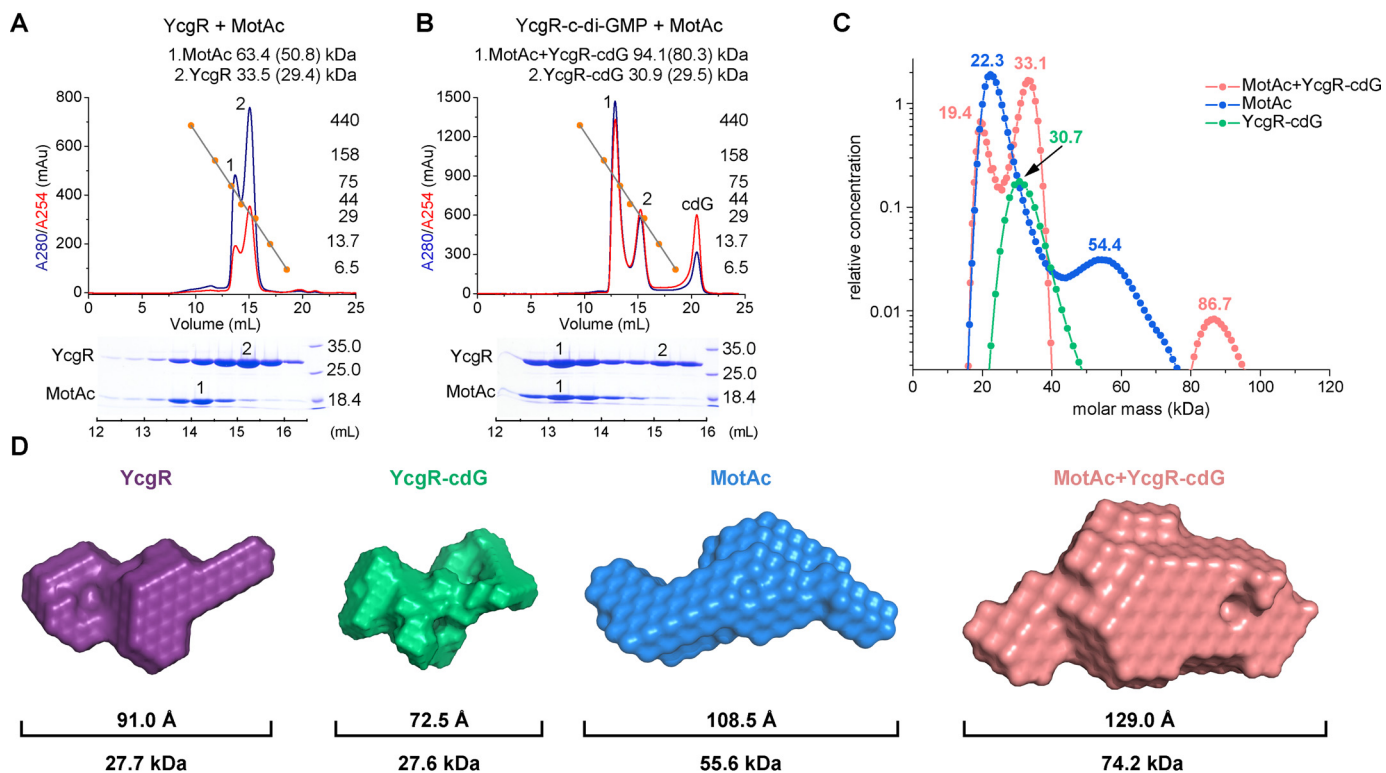 A
YcgR + MotAc
1.MotAc 63.4 (50.8) kDa
2.YcgR 33.5 (29.4) kDa
800
600
400
200
0
A280/A254 (mAu)
1
2
440
158
75
44
29
13.7
6.5
0 5 10 15 20 25
Volume (mL)
YcgR
MotAc
2
1
35.0
25.0
18.4
12 13 14 15 16 (mL)
B
YcgR-c-di-GMP + MotAc
1.MotAc+YcgR-cdG 94.1(80.3) kDa
2.YcgR-cdG 30.9 (29.5) kDa
1500
1200
900
600
300
0
A280/A254 (mAu)
1
2
cdG
440
158
75
44
29
13.7
6.5
0 5 10 15 20 25
Volume (mL)
YcgR
MotAc
1 2
1
35.0
25.0
18.4
12 13 14 15 16 (mL)
C
22.3
33.1
19.4
30.7
54.4
86.7
MotAc+YcgR-cdG
MotAc
YcgR-cdG
1
0.1
0.01
relative concentration
0 20 40 60 80 100 120
molar mass (kDa)
D
YcgR
YcgR-cdG
MotAc
MotAc+YcgR-cdG
91.0 Å
72.5 Å
108.5 Å
129.0 Å
27.7 kDa
27.6 kDa
55.6 kDa
74.2 kDa